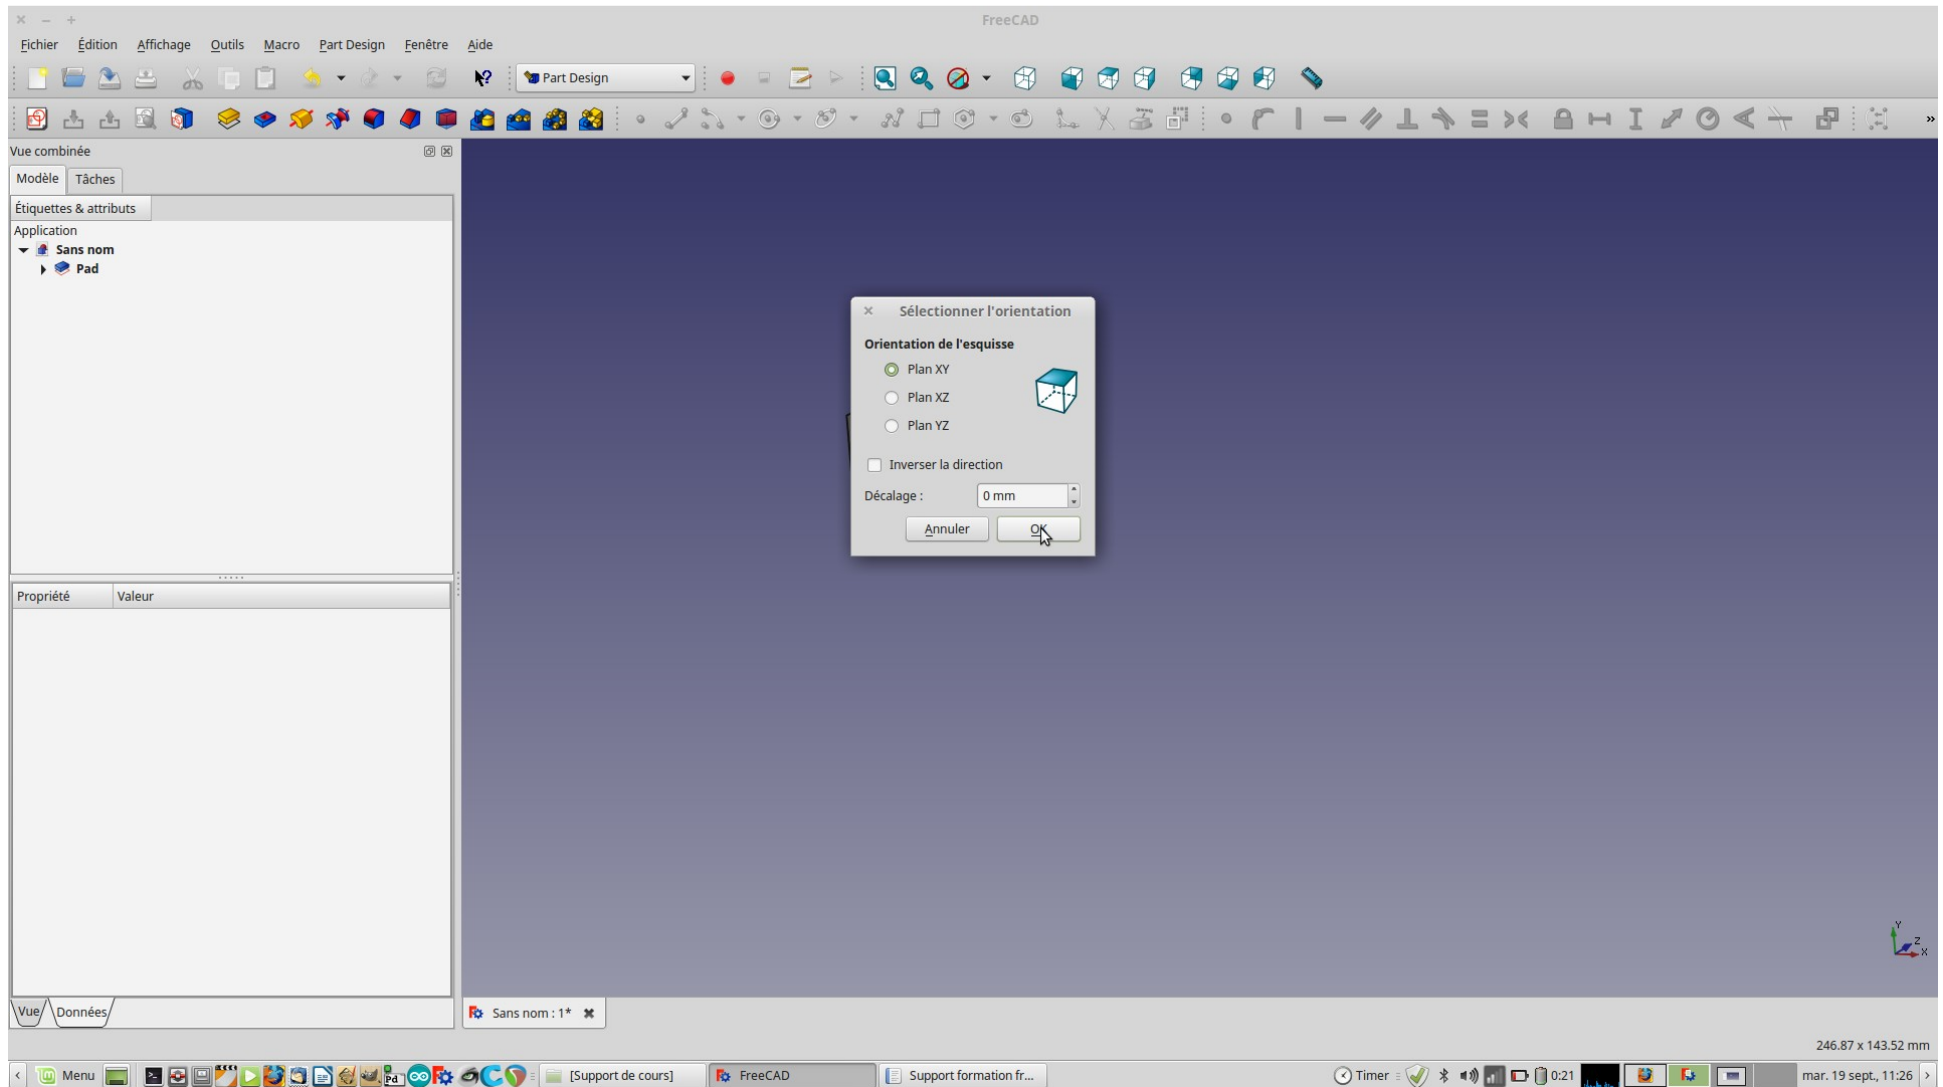 FreeCAD
Fichier Édition Affichage Outils Macro Part Design Fenêtre Aide
Part Design
Vue combinée
Modèle Tâches
Étiquettes & attributs
Application
Sans nom
Pad
Sélectionner l'orientation
Orientation de l'esquisse
Plan XY
Plan XZ
Plan YZ
Inverser la direction
Décalage : 0 mm
Annuler OK
Propriété Valeur
Y
Z
X
Vue Données
Sans nom : 1*
246.87 x 143.52 mm
Menu Pd [Support de cours] FreeCAD Support formation fr... Timer 0:21 mar. 19 sept., 11:26